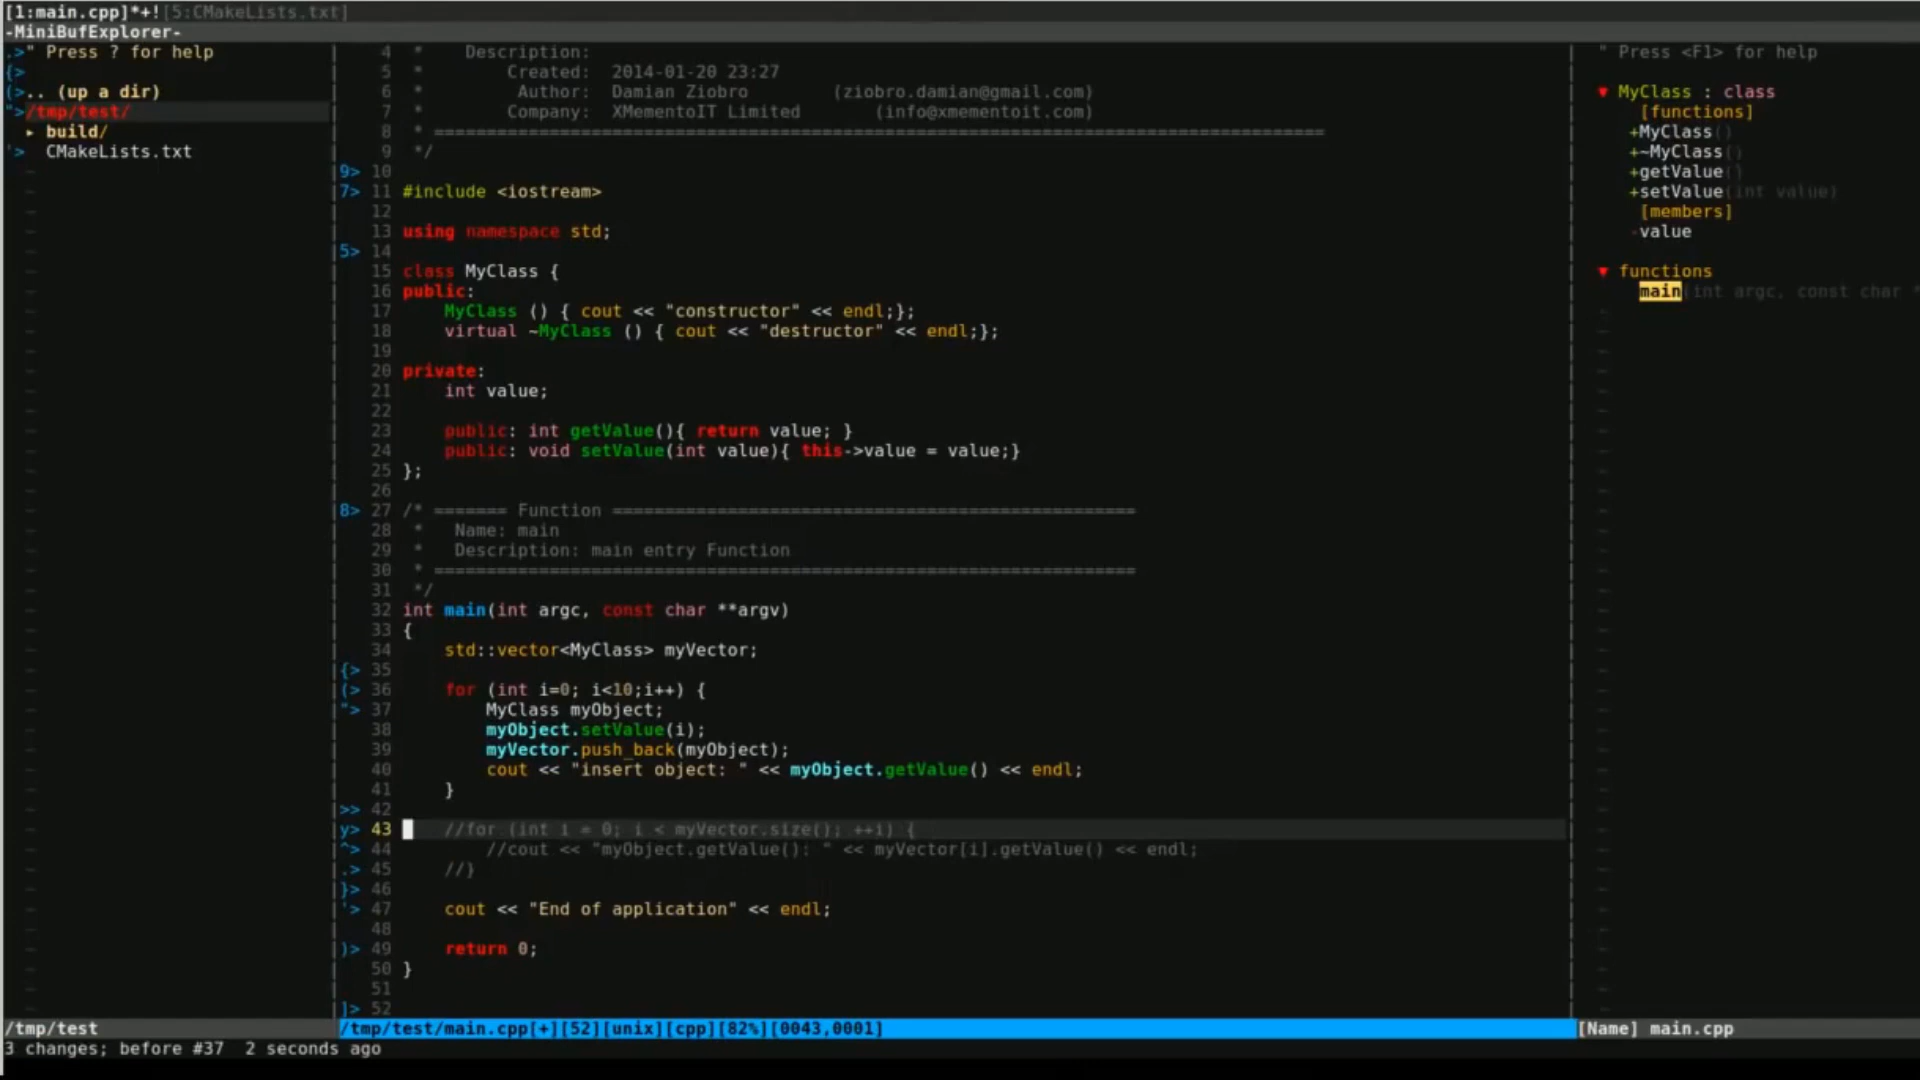 [1:main.cpp]*+![5:CMakeLists.txt]
-MiniBufExplorer-
.>" Press ? for help
{>
(>.. (up a dir)
">/tmp/test/
▸ build/
'> CMakeLists.txt
4 *    Description:
5 *        Created:  2014-01-20 23:27
6 *         Author:  Damian Ziobro        (ziobro.damian@gmail.com)
7 *        Company:  XMementoIT Limited       (info@xmementoit.com)
8 * =====================================================================================
9 */
9> 10
7> 11 #include <iostream>
12
13 using namespace std;
5> 14
15 class MyClass {
16 public:
17     MyClass () { cout << "constructor" << endl;};
18     virtual ~MyClass () { cout << "destructor" << endl;};
19
20 private:
21     int value;
22
23     public: int getValue(){ return value; }
24     public: void setValue(int value){ this->value = value;}
25 };
26
8> 27 /* ======= Function ==================================================
28 *   Name: main
29 *   Description: main entry Function
30 * ===================================================================
31 */
32 int main(int argc, const char **argv)
33 {
34     std::vector<MyClass> myVector;
{> 35
(> 36     for (int i=0; i<10;i++) {
"> 37         MyClass myObject;
38         myObject.setValue(i);
39         myVector.push_back(myObject);
40         cout << "insert object: " << myObject.getValue() << endl;
41     }
>> 42
y> 43     //for (int i = 0; i < myVector.size(); ++i) {
^> 44         //cout << "myObject.getValue(): " << myVector[i].getValue() << endl;
.> 45     //}
}> 46
'> 47     cout << "End of application" << endl;
48
)> 49     return 0;
50 }
51
]> 52
" Press <F1> for help
▼ MyClass : class
[functions]
+MyClass()
+~MyClass()
+getValue()
+setValue(int value)
[members]
-value
▼ functions
main(int argc, const char *
/tmp/test
/tmp/test/main.cpp[+][52][unix][cpp][82%][0043,0001]
[Name] main.cpp
3 changes; before #37  2 seconds ago